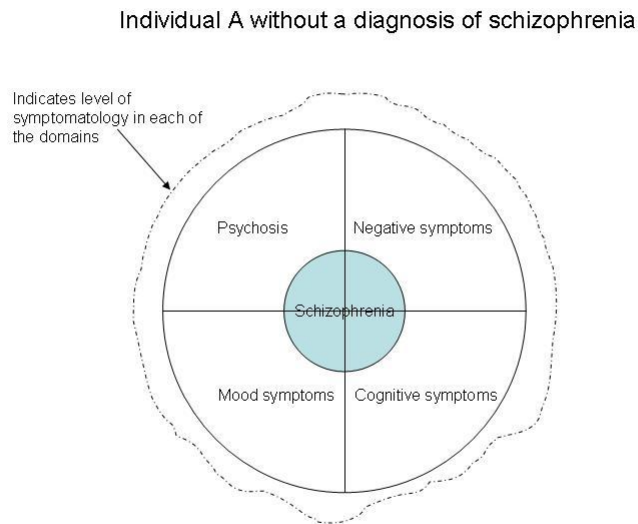 Individual A without a diagnosis of schizophrenia
Indicates level of
symptomatology in each of
the domains
Psychosis
Negative symptoms
Schizophrenia
Mood symptoms
Cognitive symptoms